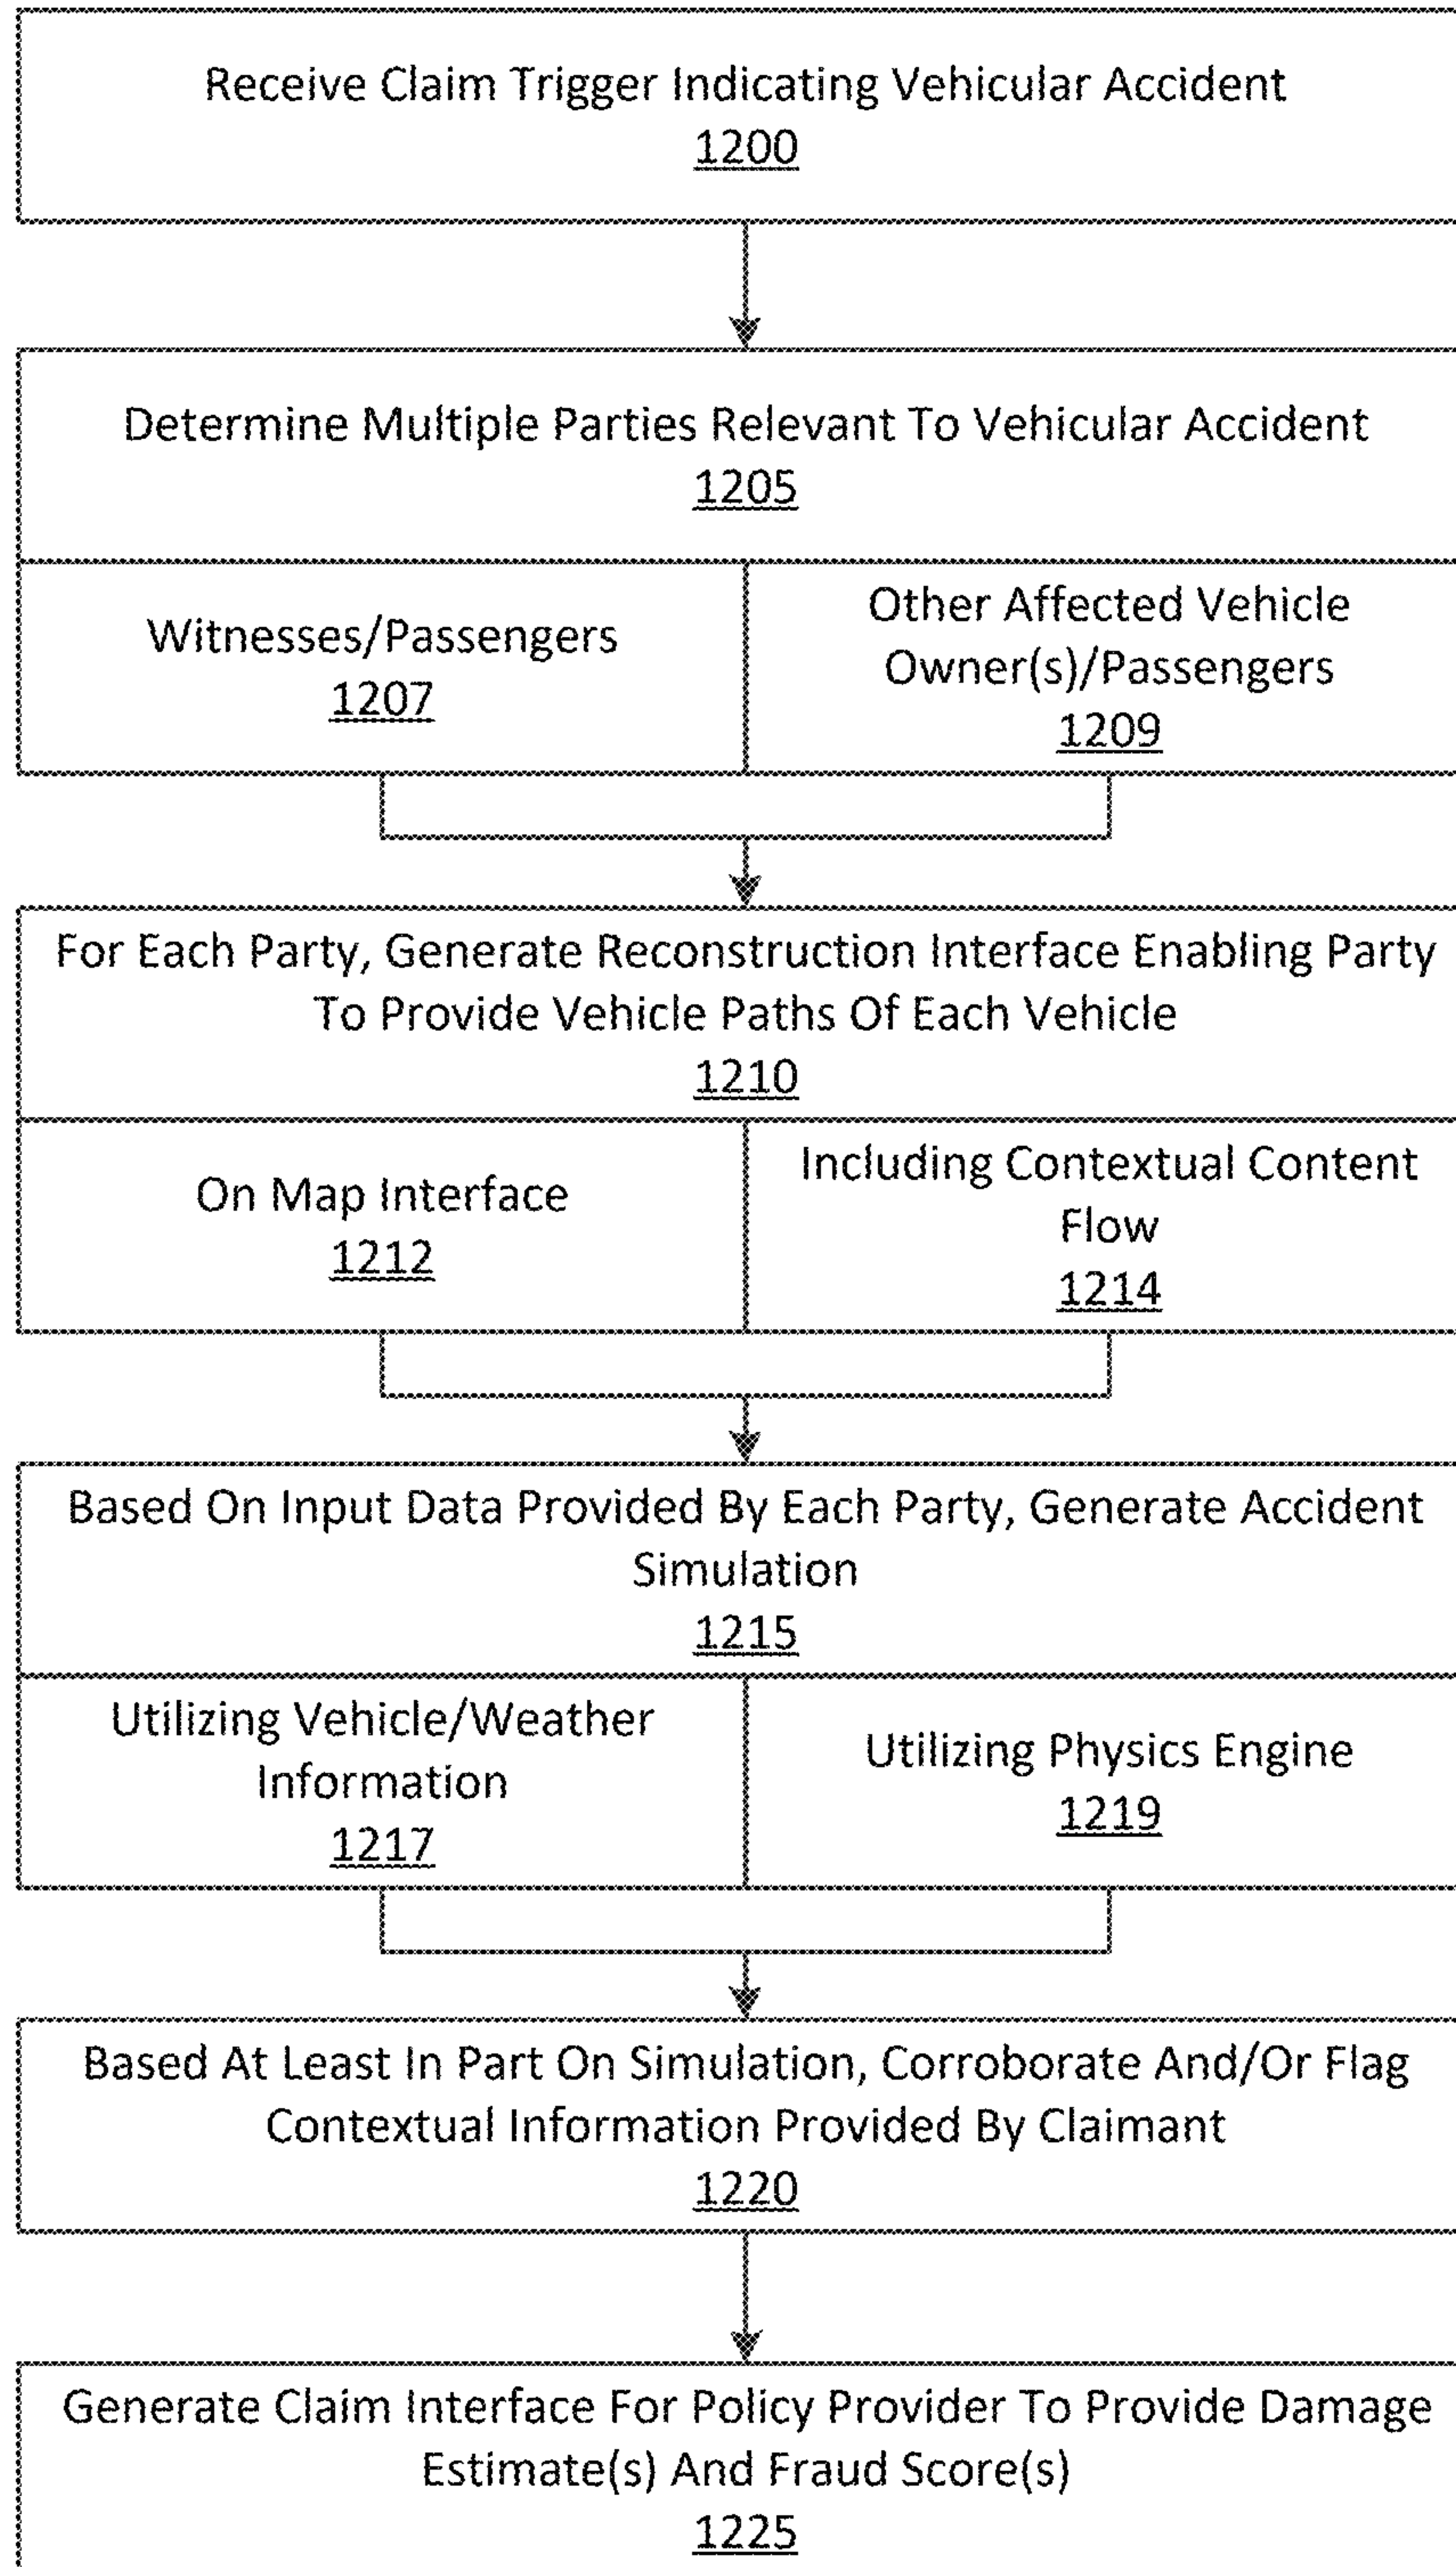 Receive Claim Trigger Indicating Vehicular Accident
1200
Determine Multiple Parties Relevant To Vehicular Accident
1205
Witnesses/Passengers
1207
Other Affected Vehicle
Owner(s)/Passengers
1209
For Each Party, Generate Reconstruction Interface Enabling Party
To Provide Vehicle Paths Of Each Vehicle
1210
On Map Interface
1212
Including Contextual Content
Flow
1214
Based On Input Data Provided By Each Party, Generate Accident
Simulation
1215
Utilizing Vehicle/Weather
Information
1217
Utilizing Physics Engine
1219
Based At Least In Part On Simulation, Corroborate And/Or Flag
Contextual Information Provided By Claimant
1220
Generate Claim Interface For Policy Provider To Provide Damage
Estimate(s) And Fraud Score(s)
1225